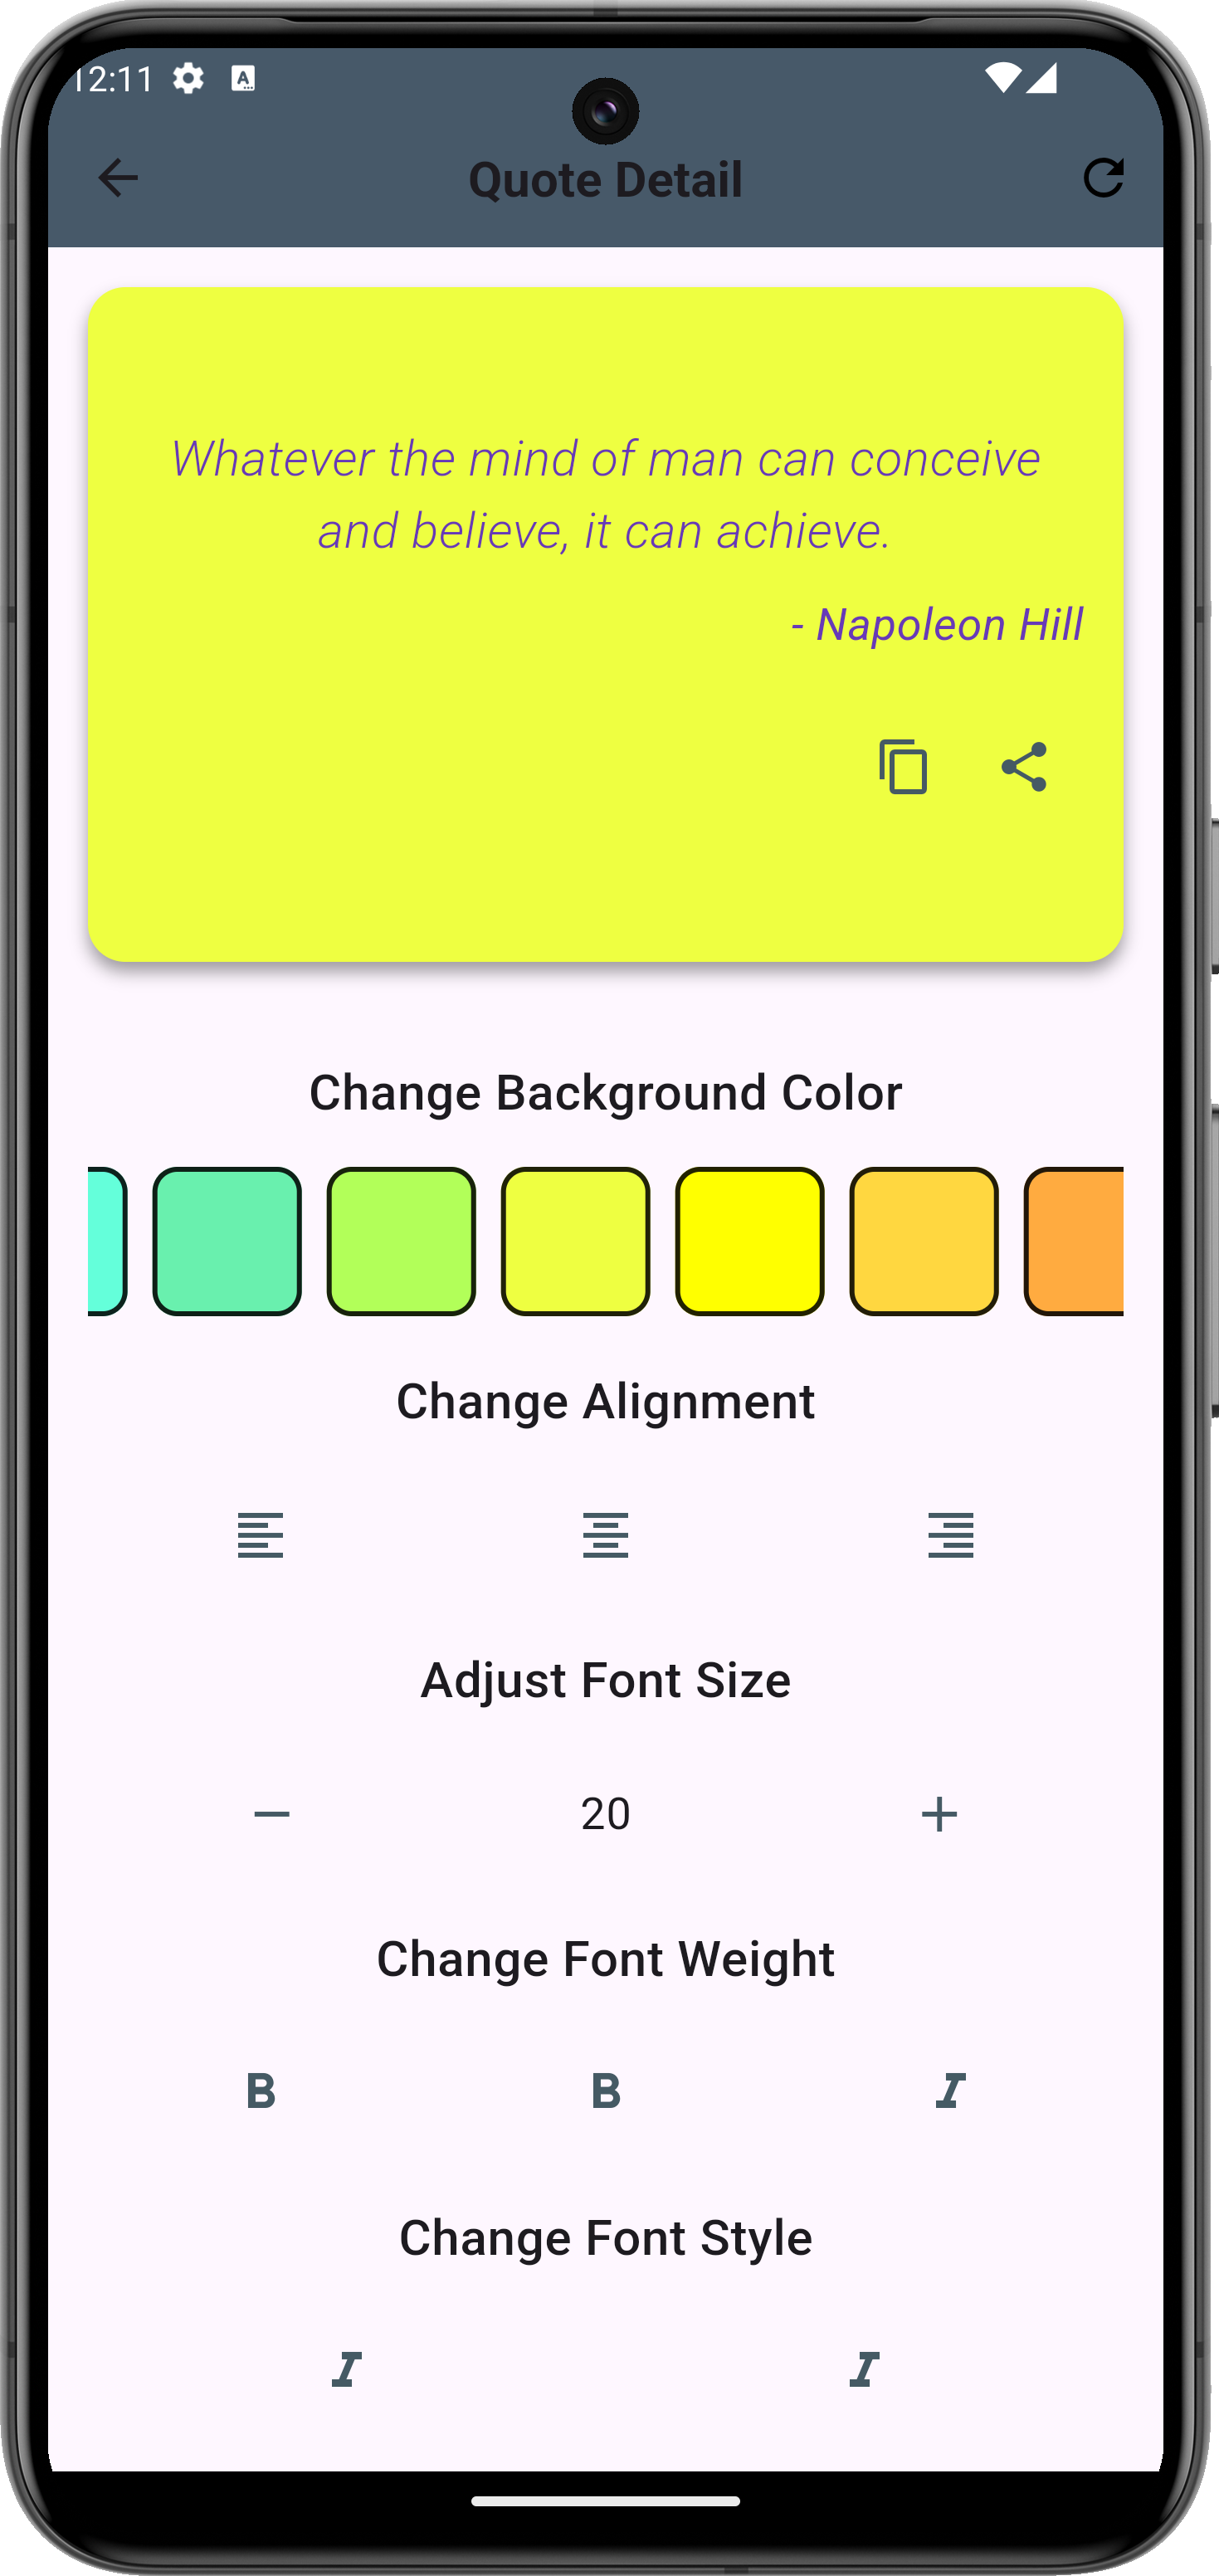 12:11
Quote Detail
Whatever the mind of man can conceive
and believe, it can achieve.
- Napoleon Hill
Change Background Color
Change Alignment
Adjust Font Size
20
Change Font Weight
B B I
Change Font Style
I I